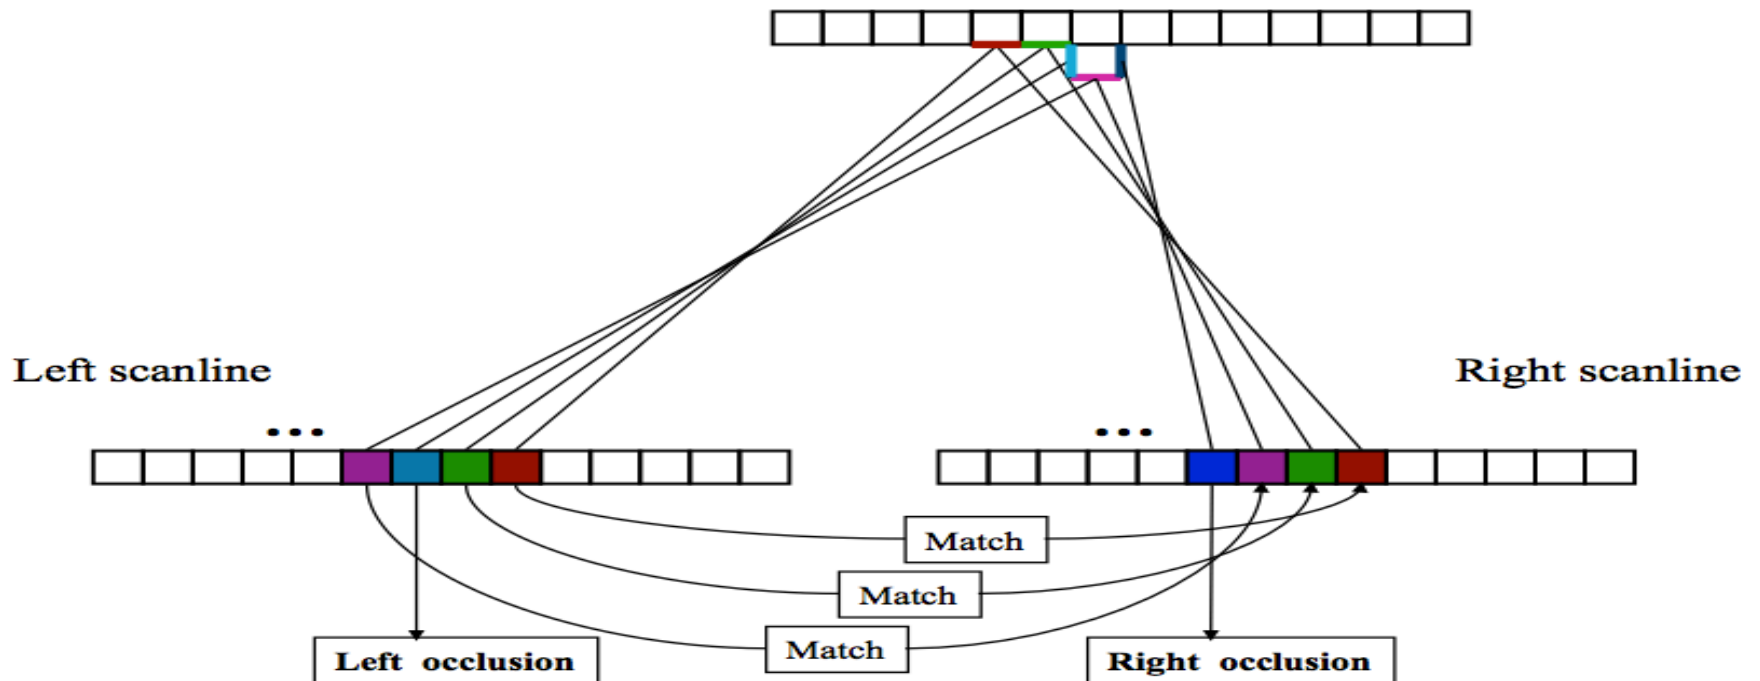 Left scanline
Right scanline
...
...
Match
Match
Match
Left occlusion
Right occlusion